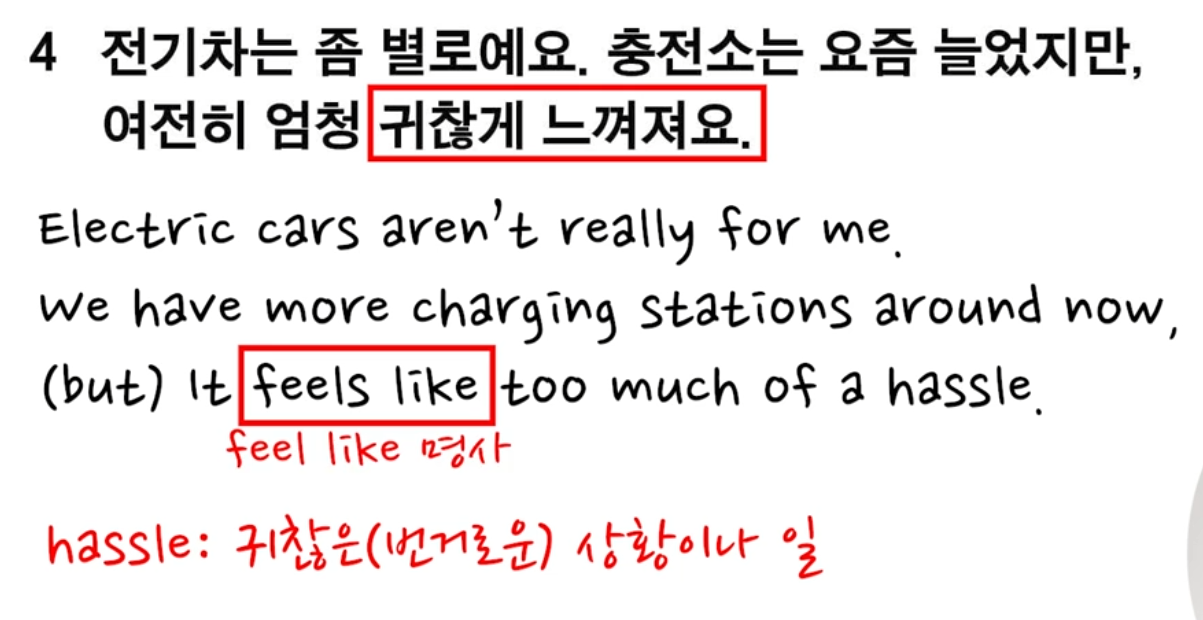 4 전기차는 좀 별로예요. 충전소는 요즘 늘었지만,
여전히 엄청 귀찮게 느껴져요.
Electric cars aren't really for me.
We have more charging stations around now,
(but) It feels like too much of a hassle.
feel like 명사
hassle: 귀찮은(번거로운) 상황이나 일